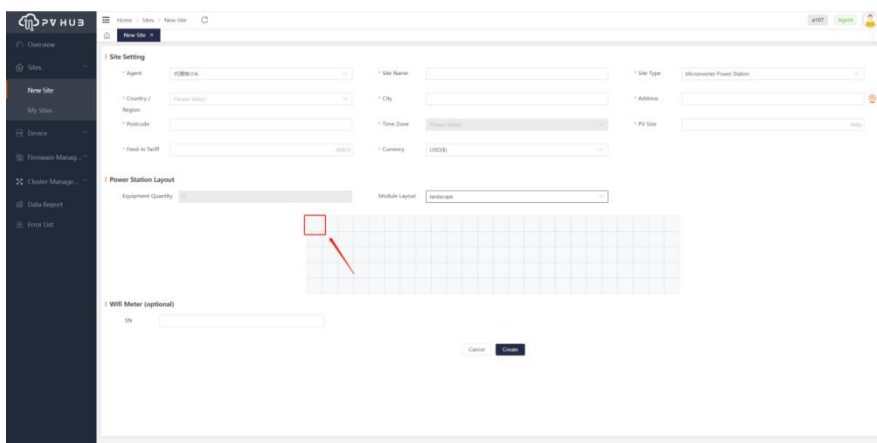 PV HUB
Home / Sites / New Site
a107
Agent
New Site ×
Overview
Sites
New Site
My Sites
Device
Firmware Manag...
Cluster Manage...
Data Report
Error List
Site Setting
* Agent
* Site Name
* Site Type
Microinverter Power Station
* Country / Region
Please Select
* City
* Address
* Postcode
* Time Zone
Please Select
* PV Size
kWp
* Feed-in Tariff
* Currency
USD($)
Power Station Layout
Equipment Quantity
0
Module Layout
landscape
Wifi Meter (optional)
SN
Cancel
Create